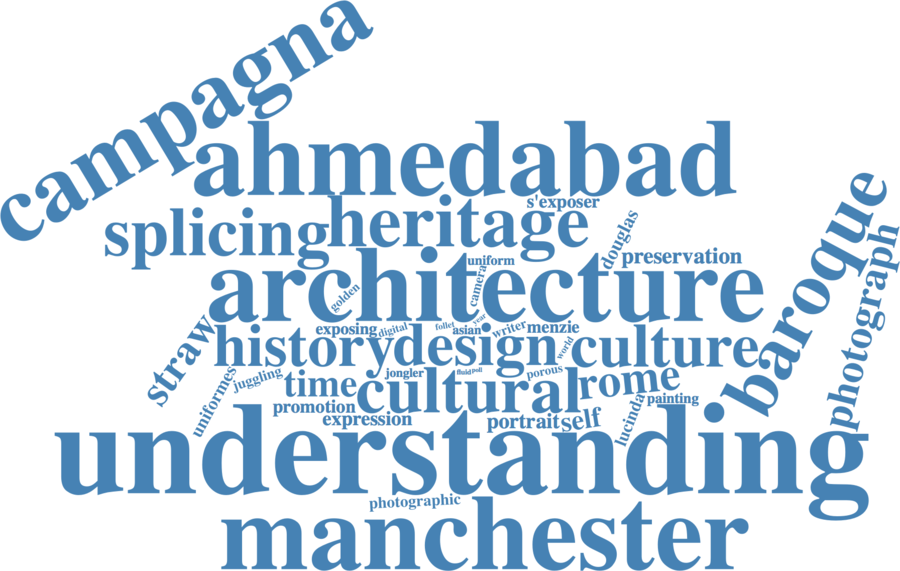 campagna
ahmedabad
splicing
heritage
s'exposer
douglas
preservation
baroque
photograph
architecture
uniform
camera
golden
straw
exposing
digital
follet
asian
year
writer
menzie
history
design
world
culture
uniformes
juggling
time
jongler
fluid
poll
porous
cultural
rome
promotion
expression
portrait
self
lucinda
painting
understanding
photographic
manchester